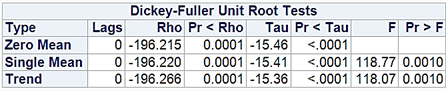 Dickey-Fuller Unit Root Tests
Type Lags Rho Pr < Rho Tau Pr < Tau F Pr > F
Zero Mean 0 -196.215 0.0001 -15.46 <.0001
Single Mean 0 -196.220 0.0001 -15.41 <.0001 118.77 0.0010
Trend 0 -196.266 0.0001 -15.36 <.0001 118.07 0.0010